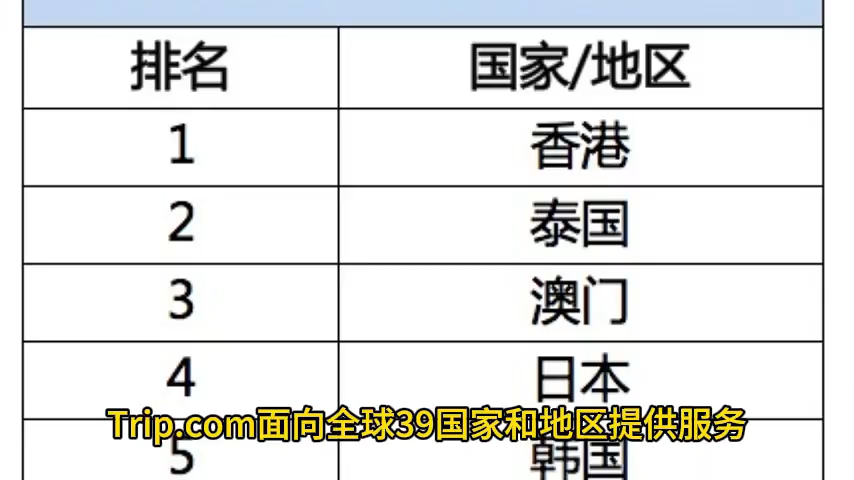 排名 国家/地区
1 香港
2 泰国
3 澳门
4 日本
Trip.com面向全球39国家和地区提供服务
5 韩国